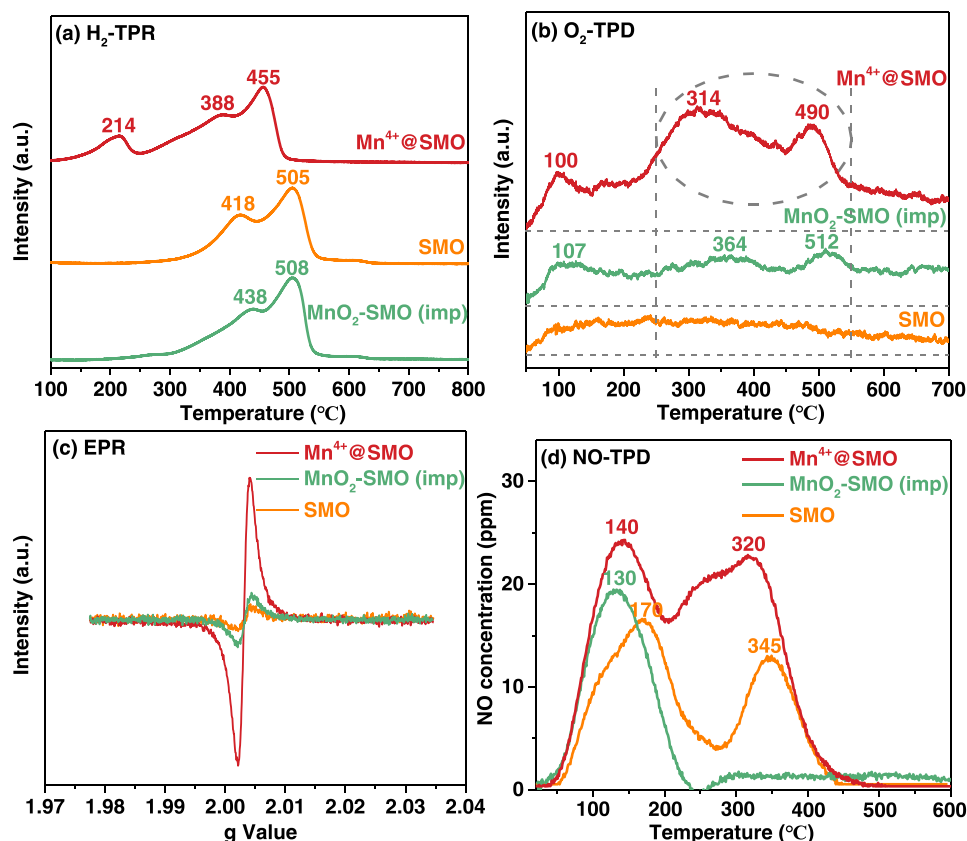 (a) H₂-TPR
455
388
214
Mn⁴⁺@SMO
505
418
SMO
508
438
MnO₂-SMO (imp)
100 200 300 400 500 600 700 800
Temperature (℃)
Intensity (a.u.)
(b) O₂-TPD
Mn⁴⁺@SMO
314
490
100
MnO₂-SMO (imp)
107
364
512
SMO
100 200 300 400 500 600 700
Temperature (℃)
Intensity (a.u.)
(c) EPR
Mn⁴⁺@SMO
MnO₂-SMO (imp)
SMO
1.97 1.98 1.99 2.00 2.01 2.02 2.03 2.04
g Value
Intensity (a.u.)
(d) NO-TPD
Mn⁴⁺@SMO
MnO₂-SMO (imp)
SMO
140
320
130
170
345
30
20
10
0
100 200 300 400 500 600
Temperature (℃)
NO concentration (ppm)